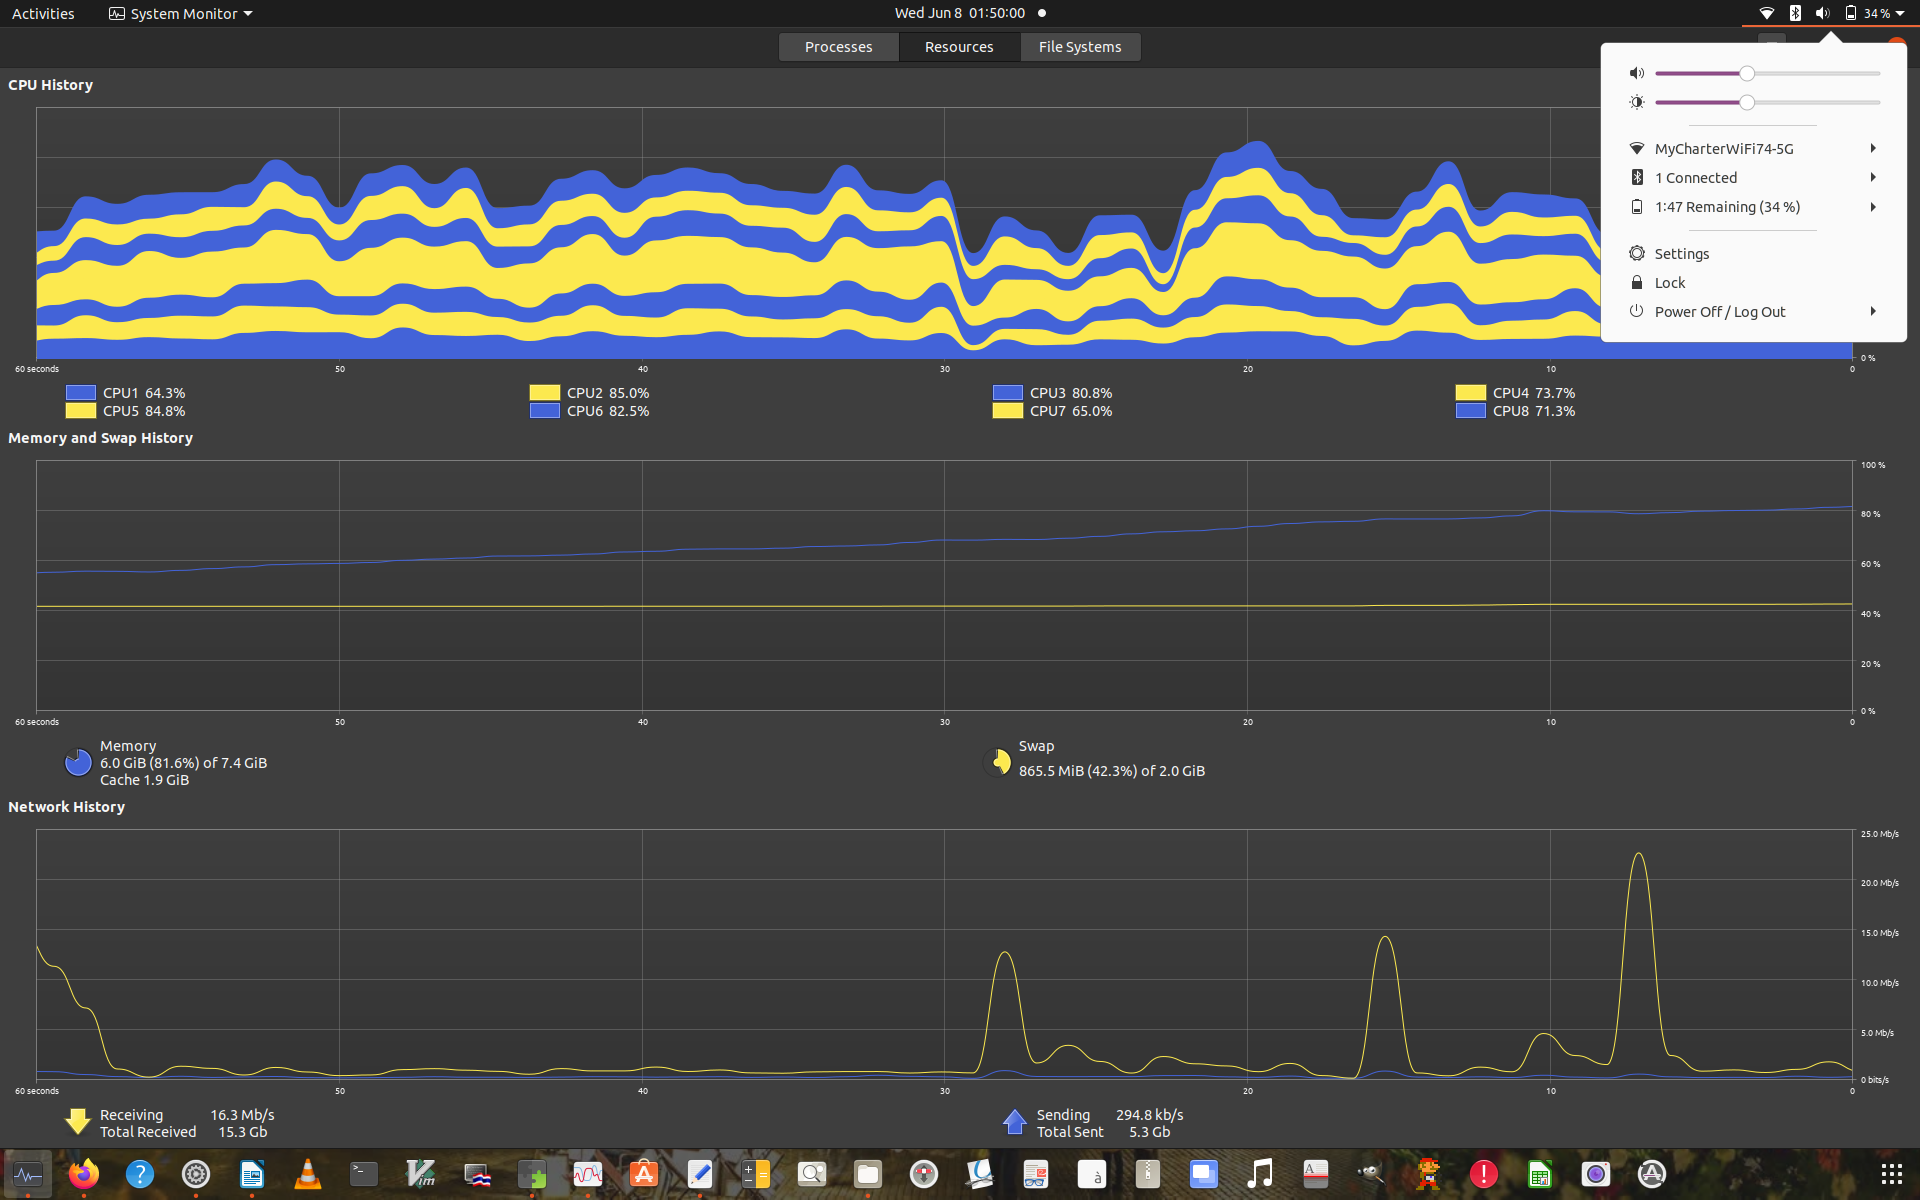 Activities System Monitor Wed Jun 8 01:50:00 34 %
Processes Resources File Systems
CPU History
MyCharterWiFi74-5G
1 Connected
1:47 Remaining (34 %)
Settings
Lock
Power Off / Log Out
0 %
60 seconds 50 40 30 20 10 0
CPU1 64.3% CPU2 85.0% CPU3 80.8% CPU4 73.7%
CPU5 84.8% CPU6 82.5% CPU7 65.0% CPU8 71.3%
Memory and Swap History
100 %
80 %
60 %
40 %
20 %
0 %
60 seconds 50 40 30 20 10 0
Memory
6.0 GiB (81.6%) of 7.4 GiB
Cache 1.9 GiB
Swap
865.5 MiB (42.3%) of 2.0 GiB
Network History
25.0 Mb/s
20.0 Mb/s
15.0 Mb/s
10.0 Mb/s
5.0 Mb/s
0 bits/s
60 seconds 50 40 30 20 10 0
Receiving 16.3 Mb/s
Total Received 15.3 Gb
Sending 294.8 kb/s
Total Sent 5.3 Gb